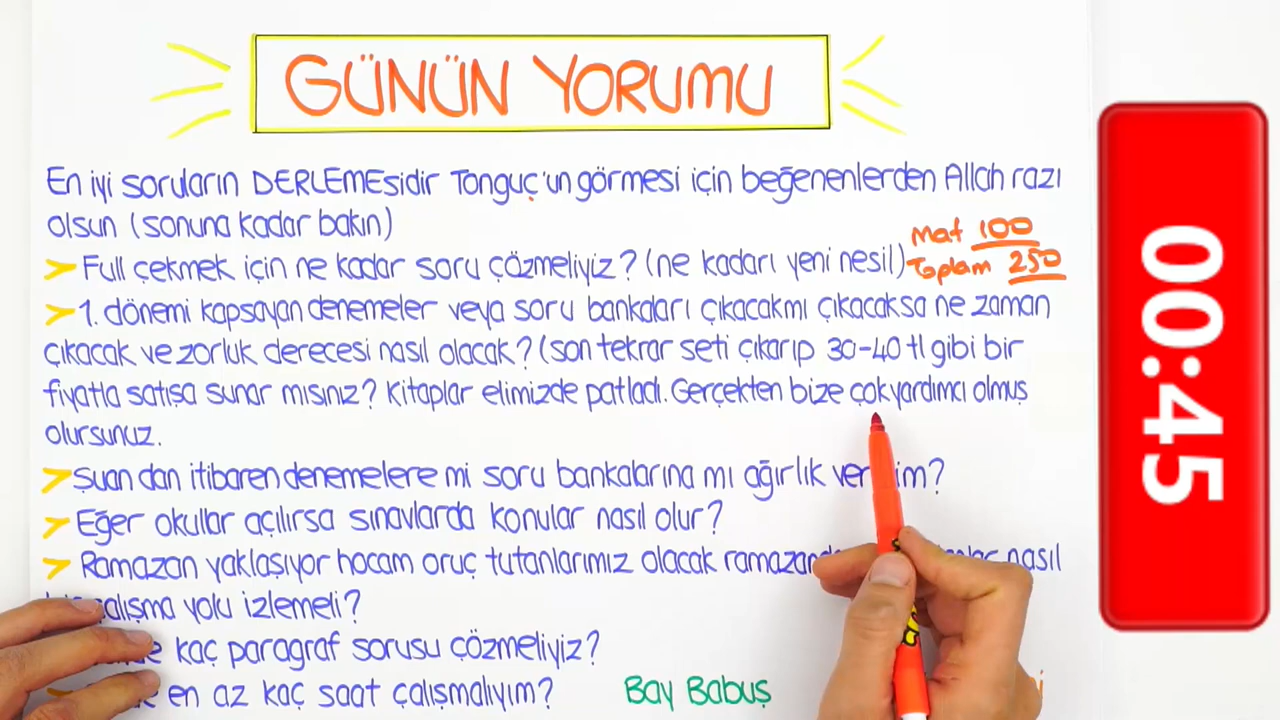 GÜNÜN YORUMU
En iyi soruların DERLEMEsidir Tonguç'un görmesi için beğenenlerden Allah razı
olsun (sonuna kadar bakın)
➤ Full çekmek için ne kadar soru çözmeliyiz? (ne kadarı yeni nesil)
Mat 100
Toplam 250
➤ 1. dönemi kapsayan denemeler veya soru bankaları çıkacakmı çıkacaksa ne zaman
çıkacak ve zorluk derecesi nasıl olacak? (son tekrar seti çıkarıp 30-40 tl gibi bir
fiyatla satışa sunar mısınız? Kitaplar elimizde patladı. Gerçekten bize çok yardımcı olmuş
olursunuz.
➤ Şuan dan itibaren denemelere mi soru bankalarına mı ağırlık
➤ Eğer okullar açılırsa sınavlarda konular nasıl olur?
➤ Ramazan yaklaşıyor hocam oruç tutanlarımız olacak nasıl
çalışma yolu izlemeli?
kaç paragraf sorusu çözmeliyiz?
en az kaç saat çalışmalıyım?
Bay Babuş
00:45